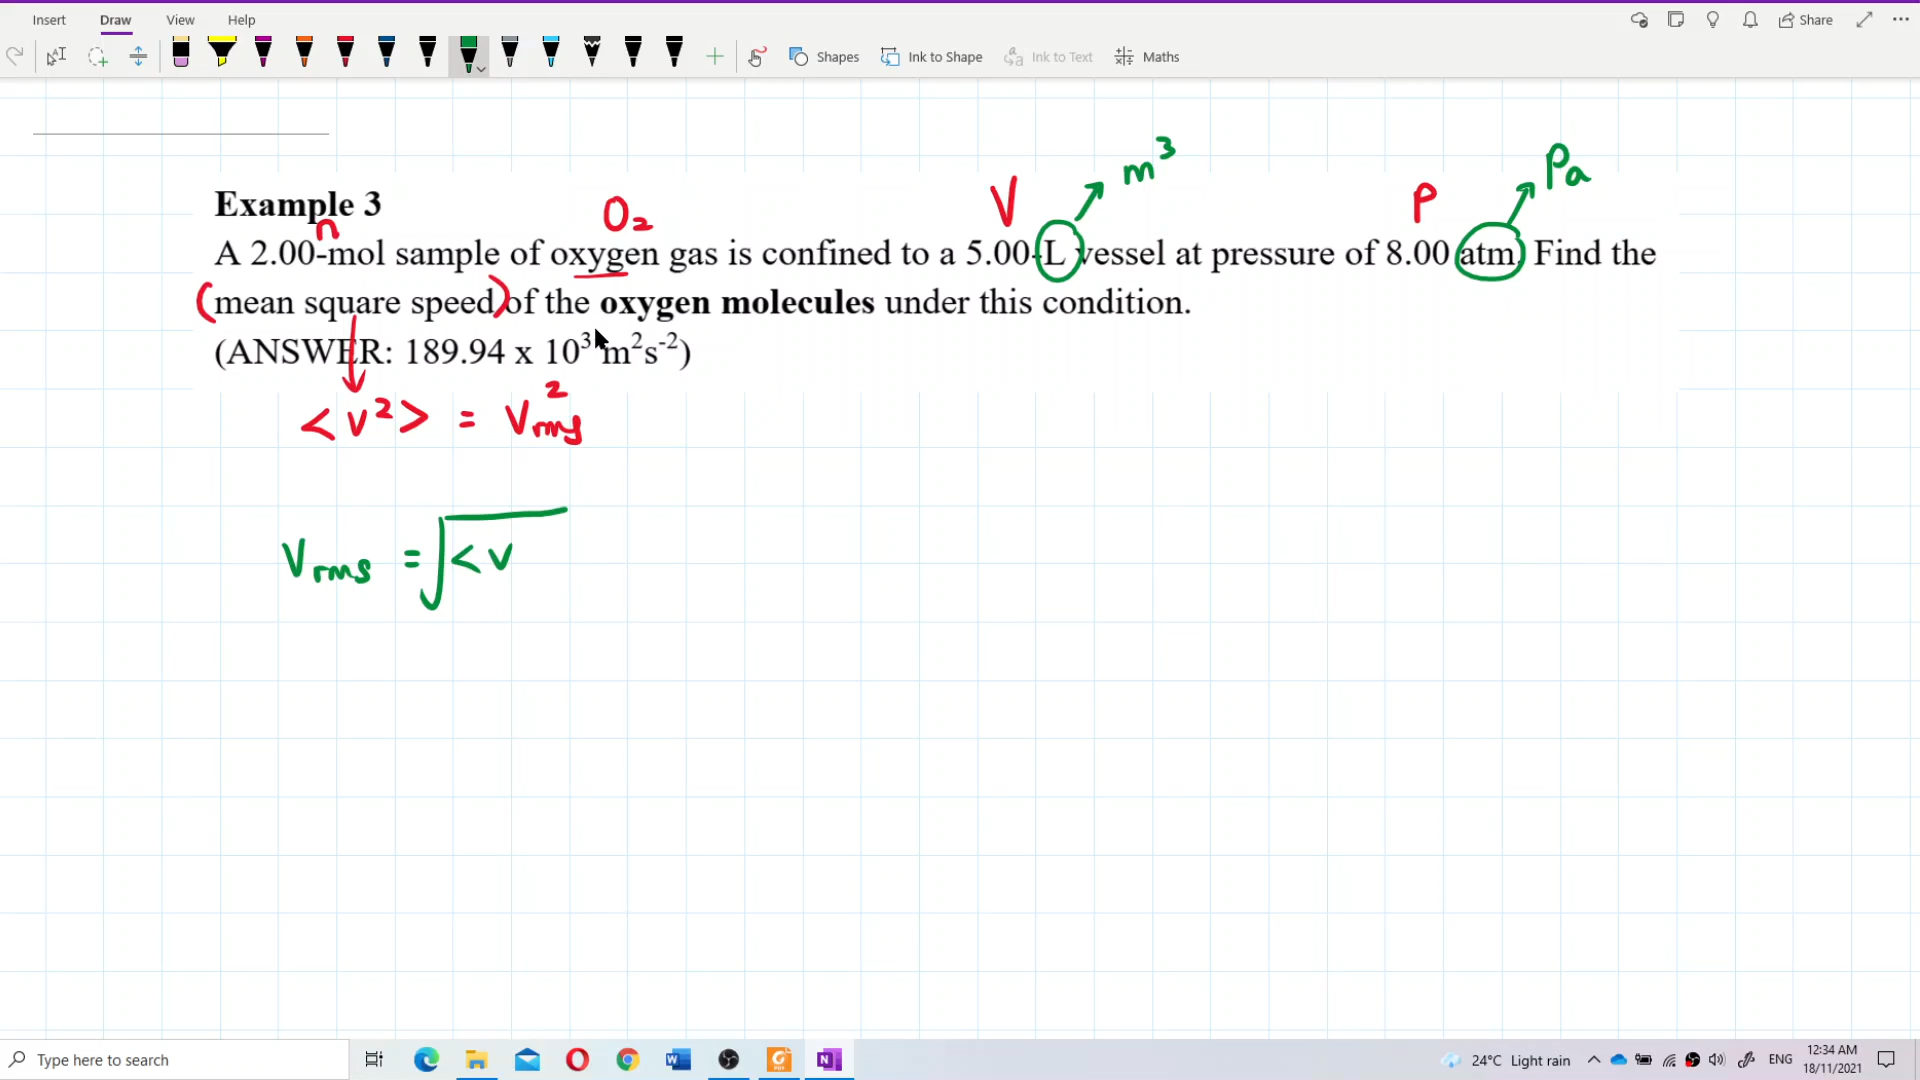 Insert Draw View Help Share
Shapes Ink to Shape Ink to Text Maths
m³ Pa
Example 3
n O₂ V P
A 2.00-mol sample of oxygen gas is confined to a 5.00-L vessel at pressure of 8.00 atm. Find the
(mean square speed) of the oxygen molecules under this condition.
(ANSWER: 189.94 x 10³ m²s⁻²)
<v²> = Vrms²
Vrms = √<v
Type here to search
24°C Light rain ENG 12:34 AM
18/11/2021